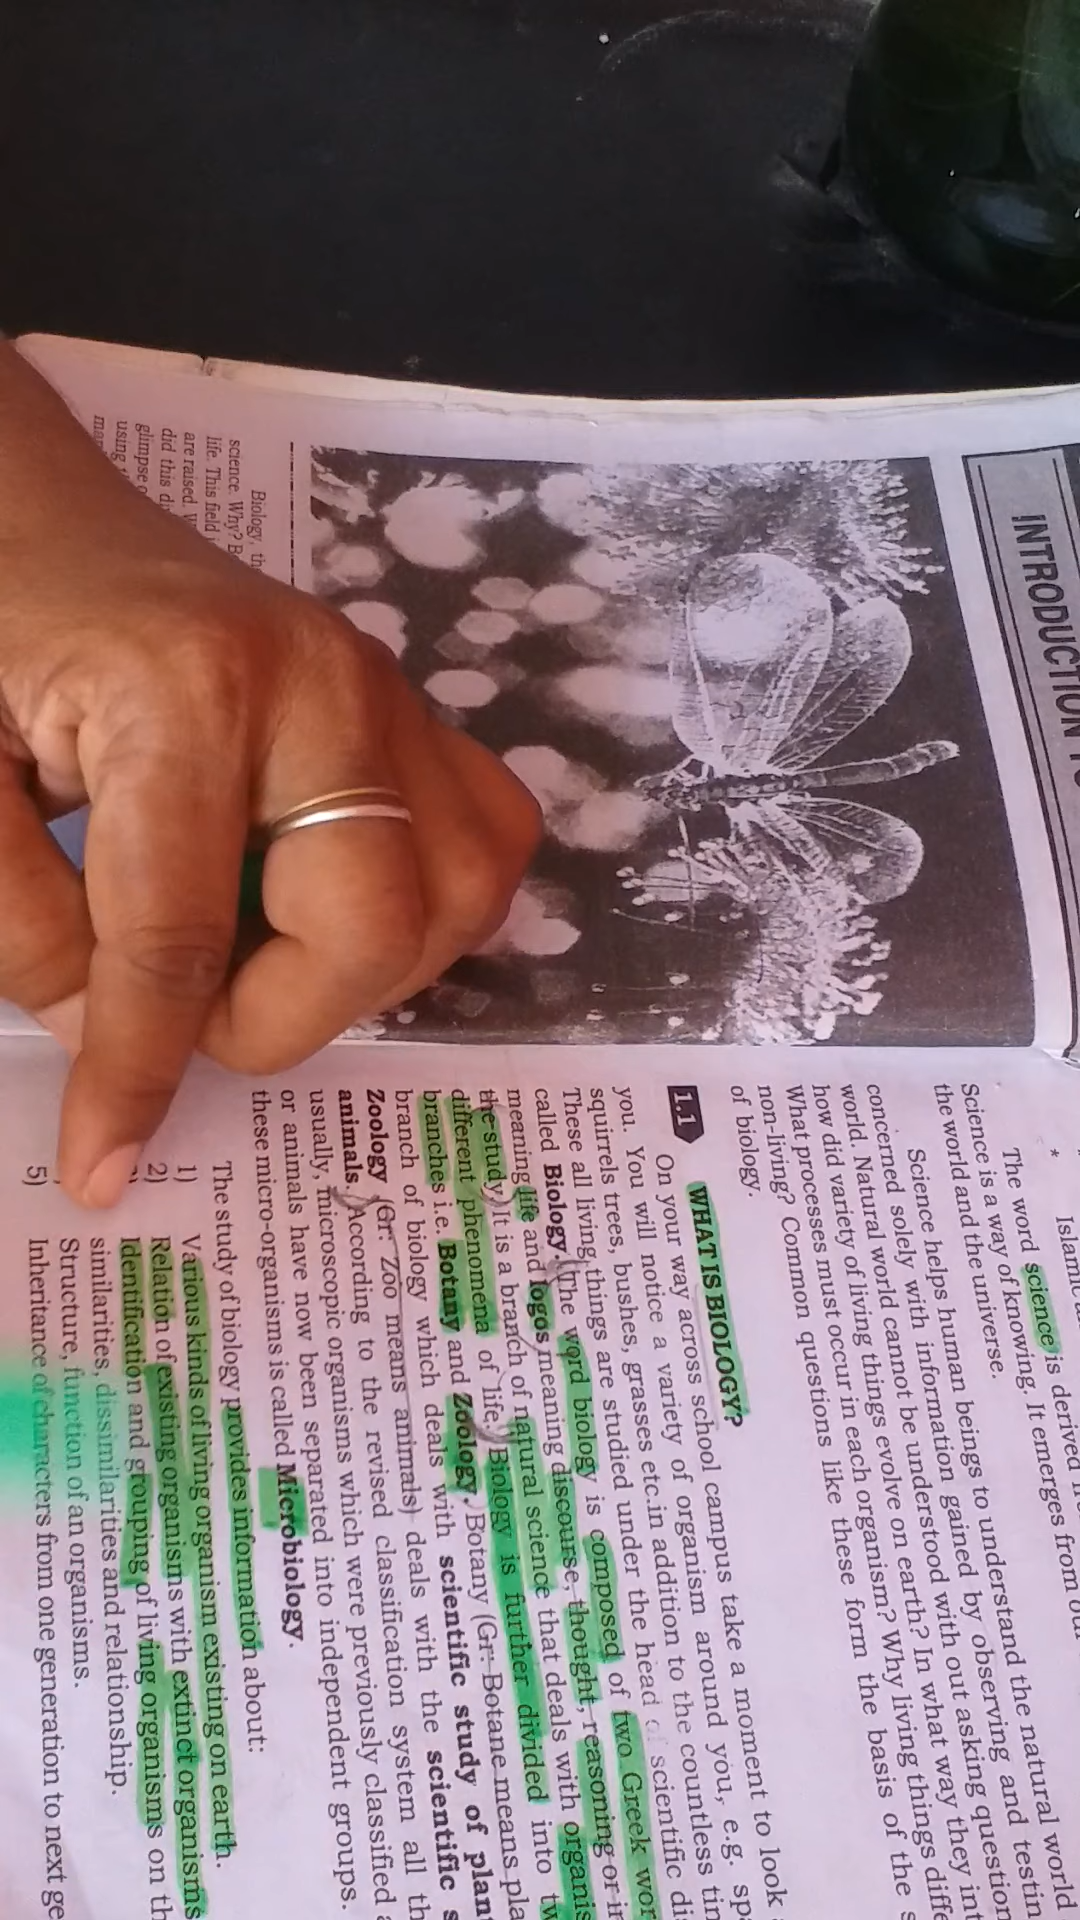 INTRODUCTION
Biology, th
science. Why? B
life. This field i
are raised. W
did this di
glimpse o
using
man
* Islamic
The word science is derived
Science is a way of knowing. It emerges from our
the world and the universe.
Science helps human beings to understand the natural world
concerned solely with information gained by observing and testin
world. Natural world cannot be understood with out asking question
how did variety of living things evolve on earth? In what way they int
What processes must occur in each organism? Why living things diffe
non-living? Common questions like these form the basis of the s
of biology.
1.1 WHAT IS BIOLOGY?
On your way across school campus take a moment to look
you. You will notice a variety of organism around you, e.g. sp
squirrels trees, bushes, grasses etc.in addition to the countless tin
These all living things are studied under the head scientific di
called Biology. The word biology is composed of two Greek wor
meaning life and logos meaning discourse, thought, reasoning or
the study. It is a branch of natural science that deals with organis
different phenomena of life. Biology is further divided into tw
branches i.e. Botany and Zoology. Botany (Gr: Botane means pla
branch of biology which deals with scientific study of plan
Zoology (Gr: Zoo means animals) deals with the scientific s
animals. According to the revised classification system all th
usually, microscopic organisms which were previously classified a
or animals have now been separated into independent groups.
these micro-organisms is called Microbiology.
The study of biology provides information about:
1) Various kinds of living organism existing on earth.
2) Relation of existing organisms with extinct organisms
Identification and grouping of living organisms on th
similarities, dissimilarities and relationship.
Structure, function of an organisms.
5) Inheritance of characters from one generation to next ge